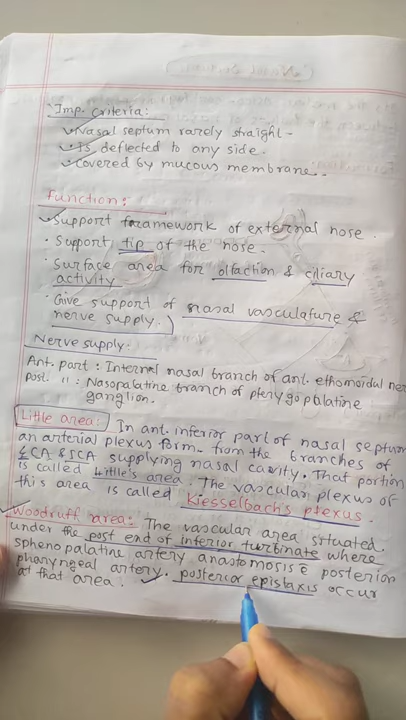 Imp. criteria:
Nasal septum rarely straight -
Is deflected to any side.
Covered by mucous membrane.
Function:
Support foramework of external nose.
Support tip of the nose.
Surface area for olfaction & ciliary
activity
Give support of nasal vasculature &
nerve supply.
Nerve supply:
Ant. part : Internal nasal branch of ant. ethomoidal ner
post. 11 : Nasopalatine branch of pterygopalatine
ganglion.
Little area: In ant. inferior part of nasal septum
an arterial plexus form. from the branches of
ECA & ICA supplying nasal cavity. That portion
is called Little's area. The vascular plexus of
this area is called Kiesselbach's plexus.
Woodruff area: The vascular area situated
under the post end of inferior turbinate where
sphenopalatine artery anastomosis c̄ posterior
pharyngeal artery. posterior epistaxis occur
at that area.